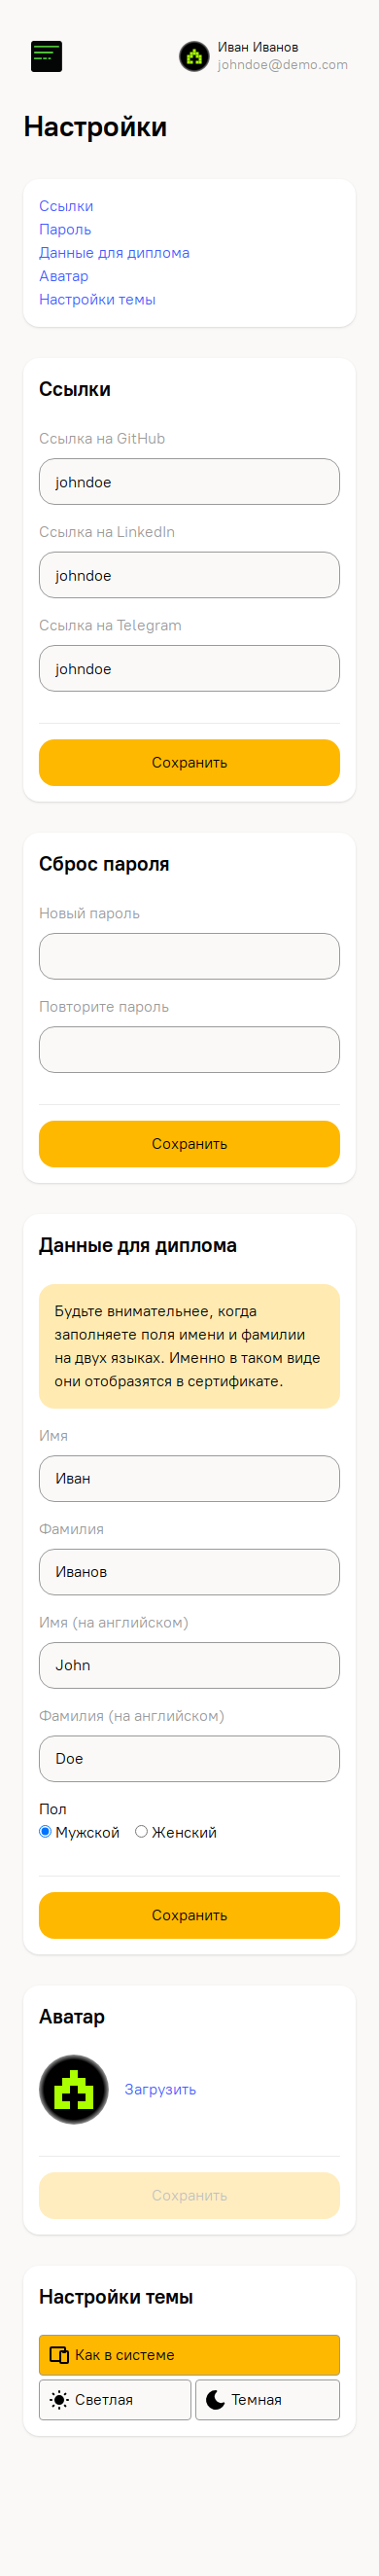 Иван Иванов
johndoe@demo.com
Настройки
Ссылки
Пароль
Данные для диплома
Аватар
Настройки темы
Ссылки
Ссылка на GitHub
johndoe
Ссылка на LinkedIn
johndoe
Ссылка на Telegram
johndoe
Сохранить
Сброс пароля
Новый пароль
Повторите пароль
Сохранить
Данные для диплома
Будьте внимательнее, когда
заполняете поля имени и фамилии
на двух языках. Именно в таком виде
они отобразятся в сертификате.
Имя
Иван
Фамилия
Иванов
Имя (на английском)
John
Фамилия (на английском)
Doe
Пол
Мужской Женский
Сохранить
Аватар
Загрузить
Сохранить
Настройки темы
Как в системе
Светлая Темная